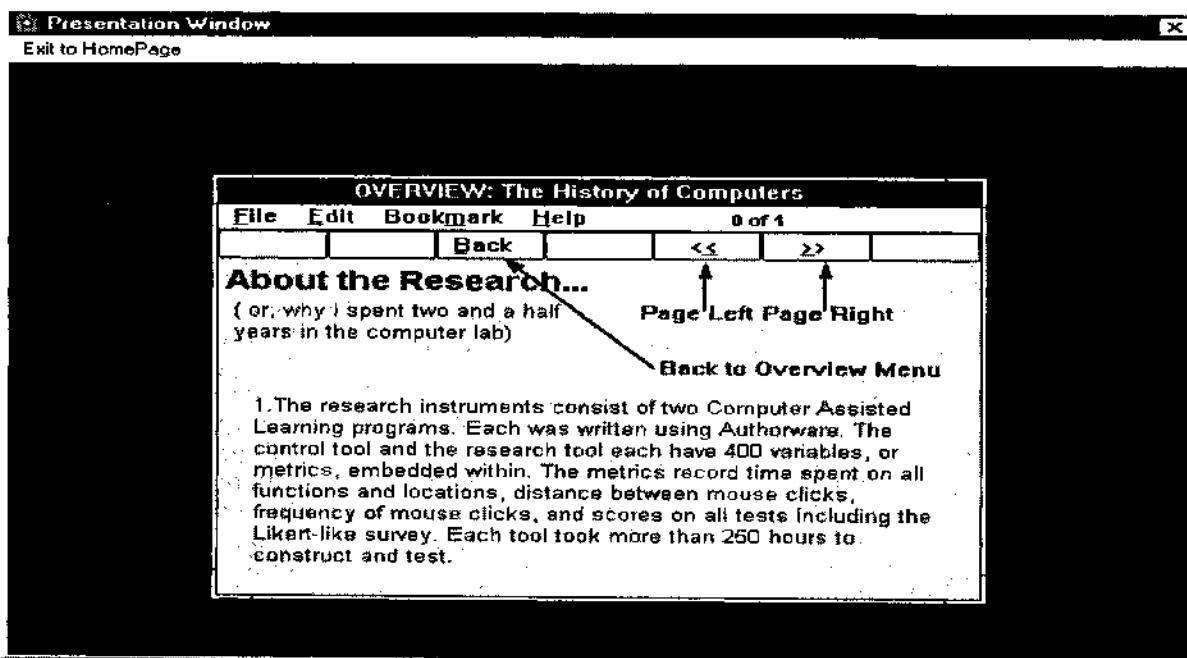 Presentation Window
Exit to HomePage
OVERVIEW: The History of Computers
File Edit Bookmark Help 0 of 1
Back << >>
About the Research...
( or, why I spent two and a half
years in the computer lab)
Page Left Page Right
Back to Overview Menu
1.The research instruments consist of two Computer Assisted
Learning programs. Each was written using Authorware. The
control tool and the research tool each have 400 variables, or
metrics, embedded within. The metrics record time spent on all
functions and locations, distance between mouse clicks,
frequency of mouse clicks, and scores on all tests including the
Likert-like survey. Each tool took more than 260 hours to
construct and test.